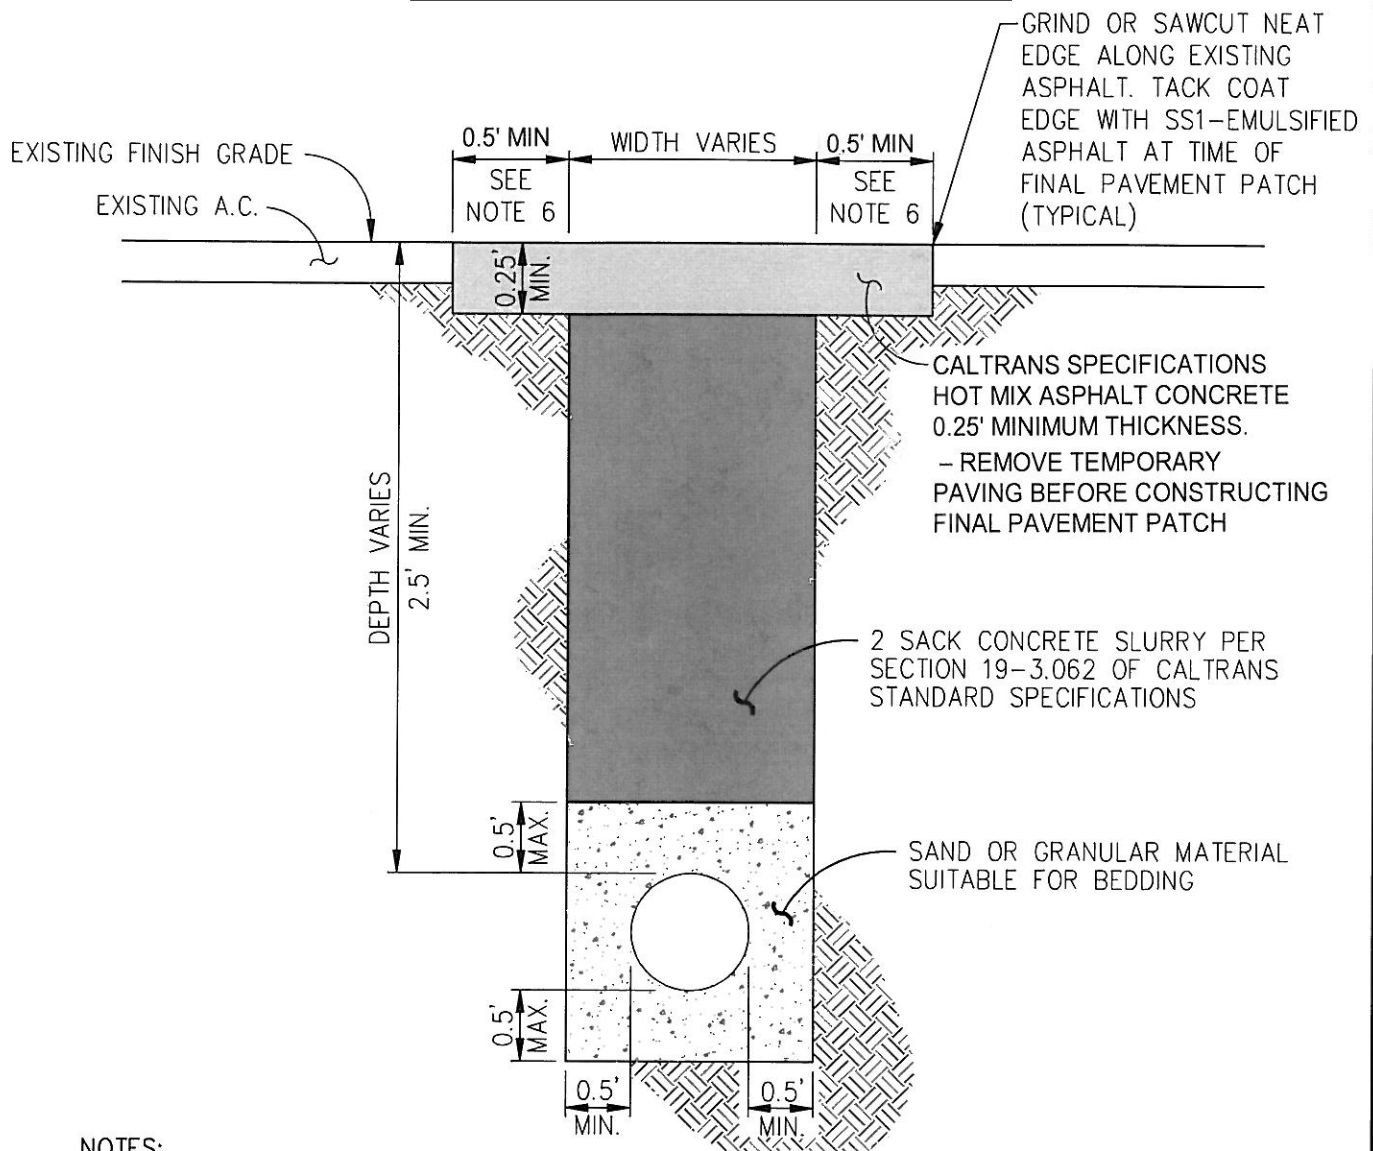 GRIND OR SAWCUT NEAT
EDGE ALONG EXISTING
ASPHALT. TACK COAT
EDGE WITH SS1-EMULSIFIED
ASPHALT AT TIME OF
FINAL PAVEMENT PATCH
(TYPICAL)
EXISTING FINISH GRADE
EXISTING A.C.
0.5' MIN
SEE
NOTE 6
WIDTH VARIES
0.5' MIN
SEE
NOTE 6
0.25'
MIN.
CALTRANS SPECIFICATIONS
HOT MIX ASPHALT CONCRETE
0.25' MINIMUM THICKNESS.
– REMOVE TEMPORARY
PAVING BEFORE CONSTRUCTING
FINAL PAVEMENT PATCH
DEPTH VARIES
2.5' MIN.
2 SACK CONCRETE SLURRY PER
SECTION 19-3.062 OF CALTRANS
STANDARD SPECIFICATIONS
0.5'
MAX.
SAND OR GRANULAR MATERIAL
SUITABLE FOR BEDDING
0.5'
MAX.
0.5'
MIN.
0.5'
MIN.
NOTES: